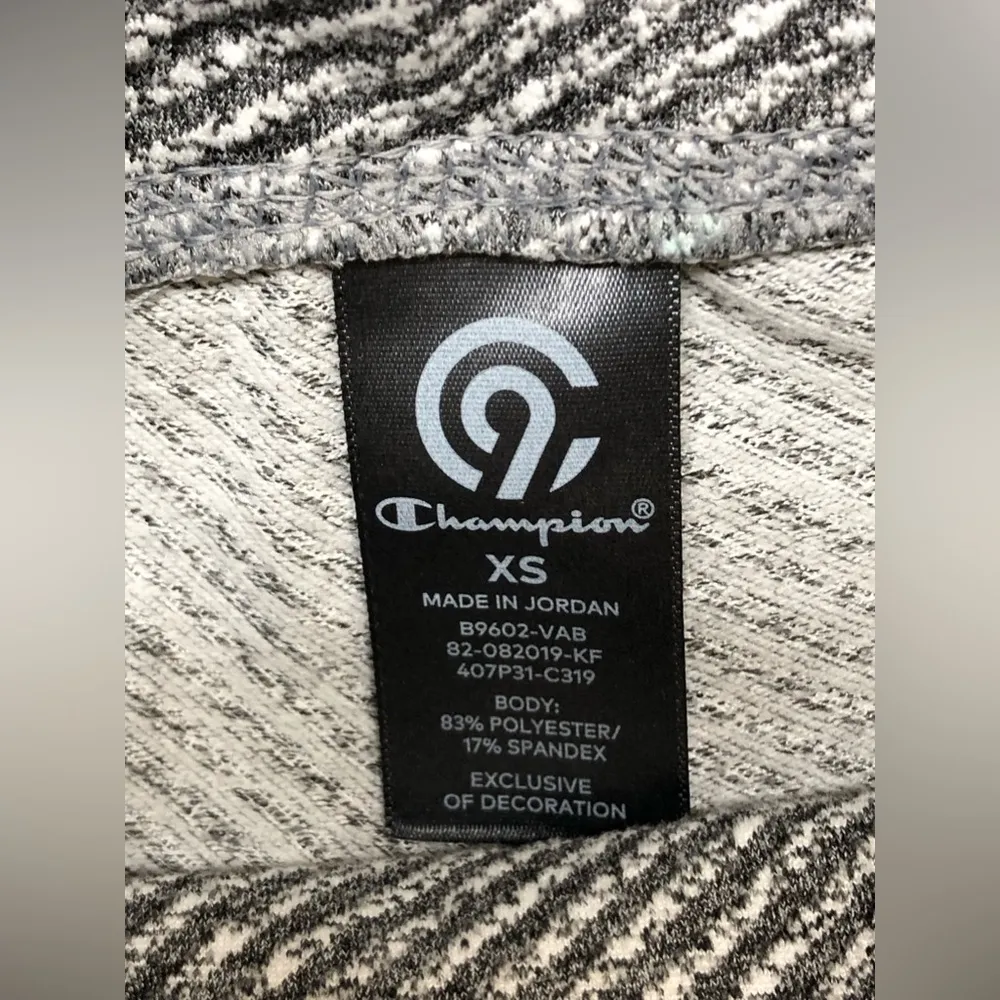 C9
Champion®
XS
MADE IN JORDAN
B9602-VAB
82-082019-KF
407P31-C319
BODY:
83% POLYESTER/
17% SPANDEX
EXCLUSIVE
OF DECORATION